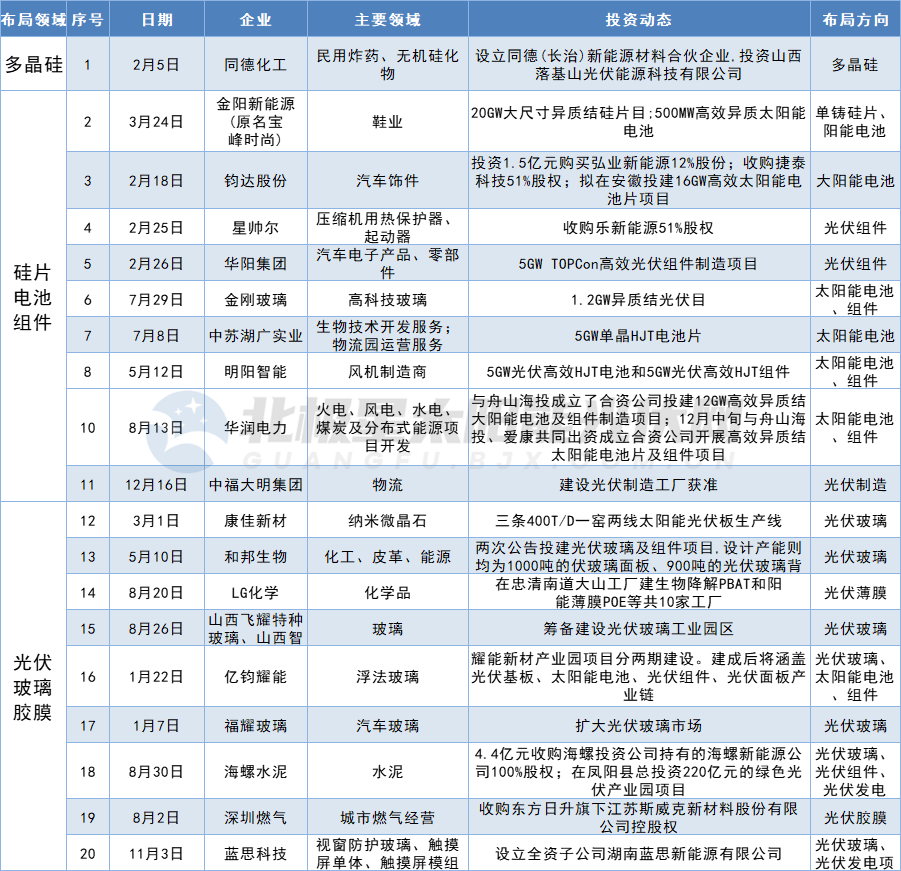 布局领域 序号 日期 企业 主要领域 投资动态 布局方向
多晶硅 1 2月5日 同德化工 民用炸药、无机硅化
物 设立同德(长治)新能源材料合伙企业,投资山西
落基山光伏能源科技有限公司 多晶硅
硅片
电池
组件
2 3月24日 金阳新能源
(原名宝
峰时尚) 鞋业 20GW大尺寸异质结硅片目;500MW高效异质太阳能
电池 单铸硅片、
阳能电池
3 2月18日 钧达股份 汽车饰件 投资1.5亿元购买弘业新能源12%股份；收购捷泰
科技51%股权；拟在安徽投建16GW高效太阳能电
池片项目 大阳能电池
4 2月25日 星帅尔 压缩机用热保护器、
起动器 收购乐新能源51%股权 光伏组件
5 2月26日 华阳集团 汽车电子产品、零部
件 5GW TOPCon高效光伏组件制造项目 光伏组件
6 7月29日 金刚玻璃 高科技玻璃 1.2GW异质结光伏目 太阳能电池
、组件
7 7月8日 中苏湖广实业 生物技术开发服务；
物流园运营服务 5GW单晶HJT电池片 太阳能电池
8 5月12日 明阳智能 风机制造商 5GW光伏高效HJT电池和5GW光伏高效HJT组件 太阳能电池
、组件
10 8月13日 华润电力 火电、风电、水电、
煤炭及分布式能源项
目开发 与舟山海投成立了合资公司投建12GW高效异质结
太阳能电池及组件制造项目；12月中旬与舟山海
投、爱康共同出资成立合资公司开展高效异质结
太阳能电池片及组件项目 太阳能电池
、组件
11 12月16日 中福大明集团 物流 建设光伏制造工厂获准 光伏制造
光伏
玻璃
胶膜
12 3月1日 康佳新材 纳米微晶石 三条400T/D一窑两线太阳能光伏板生产线 光伏玻璃
13 5月10日 和邦生物 化工、皮革、能源 两次公告投建光伏玻璃及组件项目,设计产能则
均为1000吨的伏玻璃面板、900吨的光伏玻璃背 光伏玻璃
14 8月20日 LG化学 化学品 在忠清南道大山工厂建生物降解PBAT和阳
能薄膜POE等共10家工厂 光伏薄膜
15 8月26日 山西飞耀特种
玻璃、山西智 玻璃 筹备建设光伏玻璃工业园区 光伏玻璃
16 1月22日 亿钧耀能 浮法玻璃 耀能新材产业园项目分两期建设。建成后将涵盖
光伏基板、太阳能电池、光伏组件、光伏面板产
业链 光伏玻璃、
太阳能电池
、组件
17 1月7日 福耀玻璃 汽车玻璃 扩大光伏玻璃市场 光伏玻璃
18 8月30日 海螺水泥 水泥 4.4亿元收购海螺投资公司持有的海螺新能源公
司100%股权；在凤阳县总投资220亿元的绿色光
伏产业园项目 光伏玻璃、
光伏组件、
光伏发电
19 8月2日 深圳燃气 城市燃气经营 收购东方日升旗下江苏斯威克新材料股份有限
公司控股权 光伏胶膜
20 11月3日 蓝思科技 视窗防护玻璃、触摸
屏单体、触摸屏模组 设立全资子公司湖南蓝思新能源有限公司 光伏玻璃、
光伏发电项
北极星太阳能光伏网
GUANGFU.BJX.COM.CN